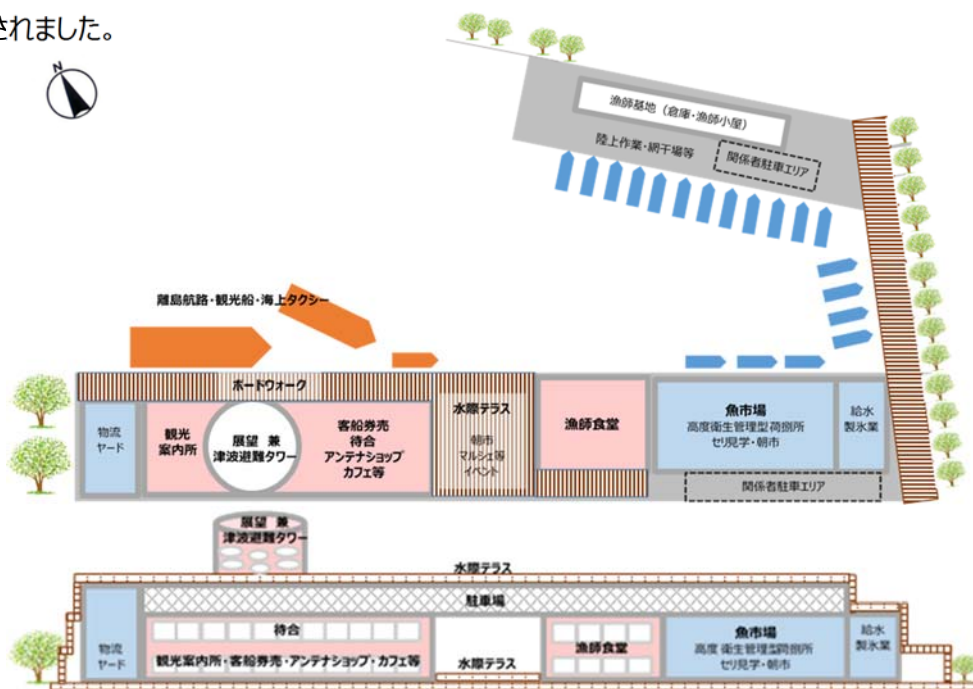 されました。
N
漁師基地（倉庫・漁師小屋）
陸上作業・網干場等
関係者駐車エリア
離島航路・観光船・海上タクシー
ボードウォーク
物流
ヤード
観光
案内所
展望 兼
津波避難タワー
客船券売
待合
アンテナショップ
カフェ等
水際テラス
朝市
マルシェ等
イベント
漁師食堂
魚市場
高度衛生管理型荷捌所
セリ見学・朝市
給水
製氷業
関係者駐車エリア
展望 兼
津波避難タワー
水際テラス
駐車場
物流
ヤード
待合
観光案内所・客船券売・アンテナショップ・カフェ等
水際テラス
漁師食堂
魚市場
高度衛生管理型荷捌所
セリ見学・朝市
給水
製氷業